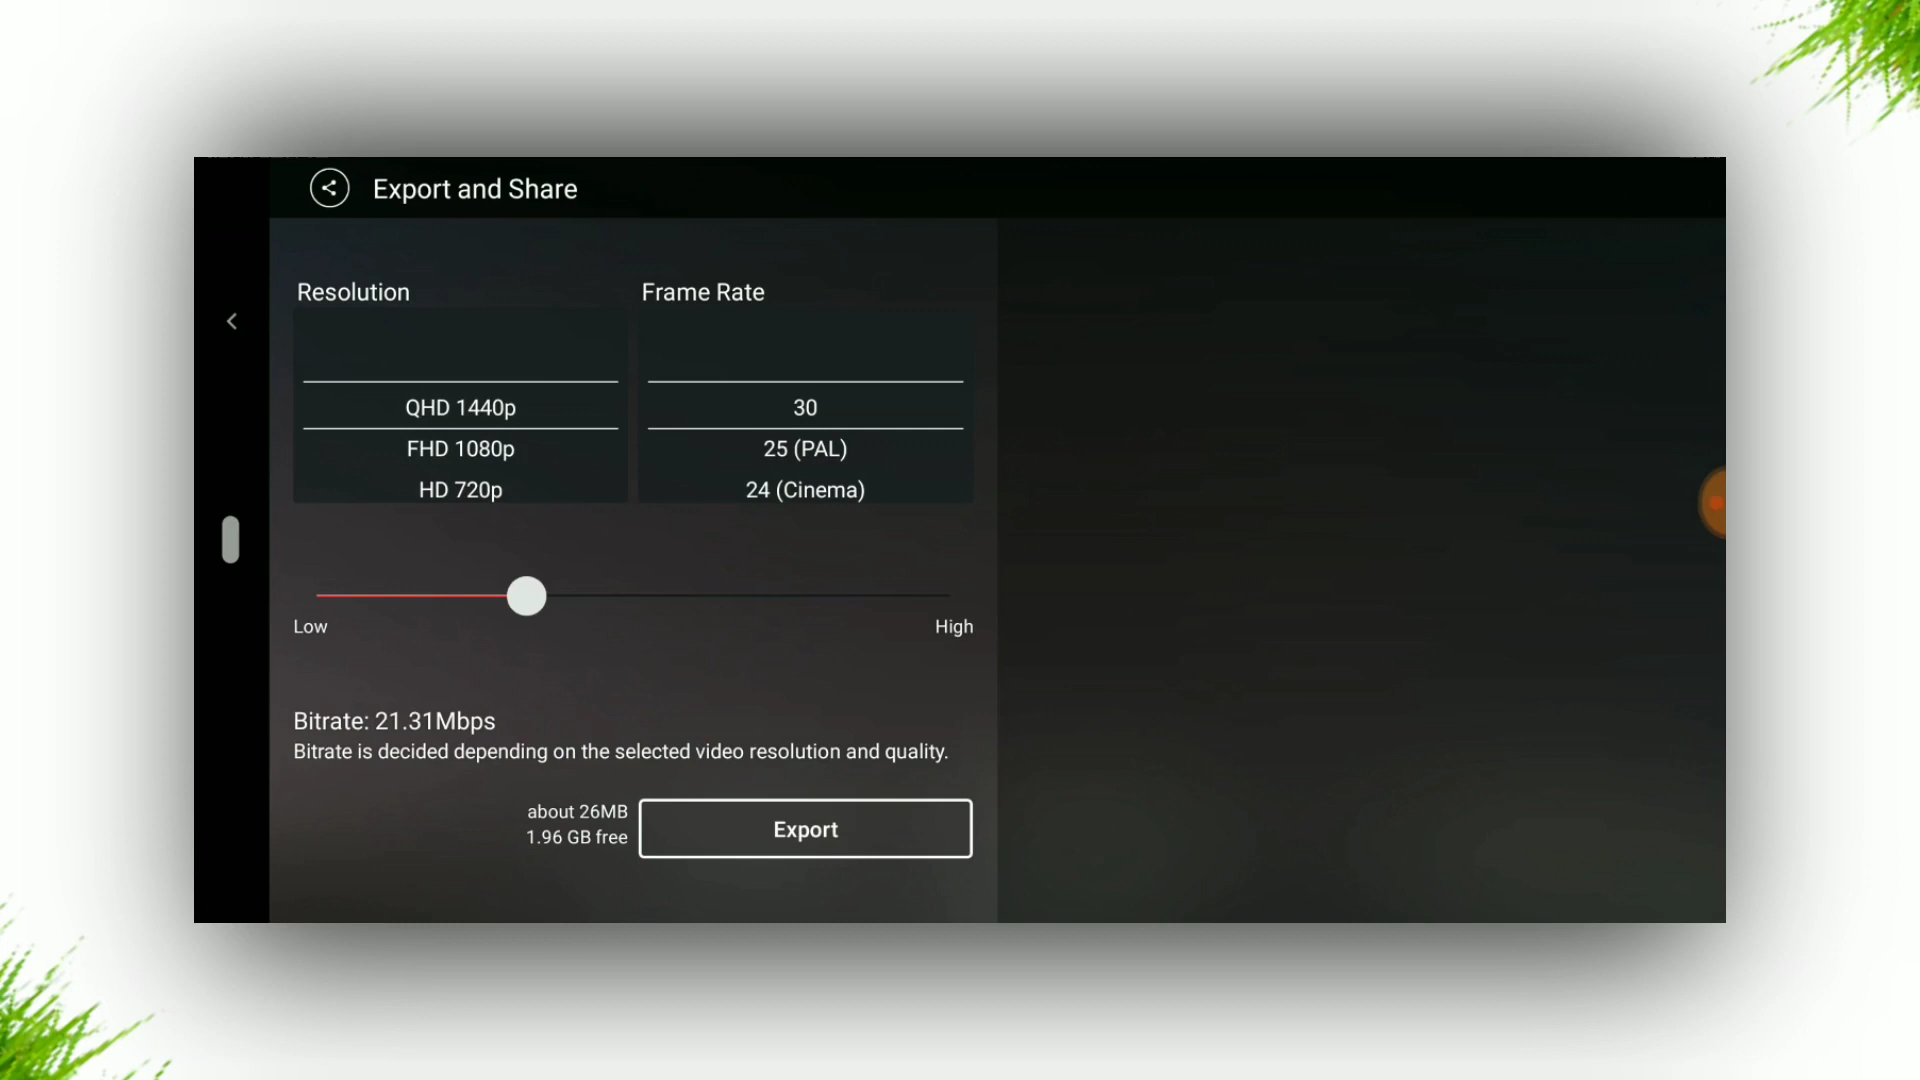 Export and Share
Resolution
Frame Rate
QHD 1440p
30
FHD 1080p
25 (PAL)
HD 720p
24 (Cinema)
Low
High
Bitrate: 21.31Mbps
Bitrate is decided depending on the selected video resolution and quality.
about 26MB
1.96 GB free
Export